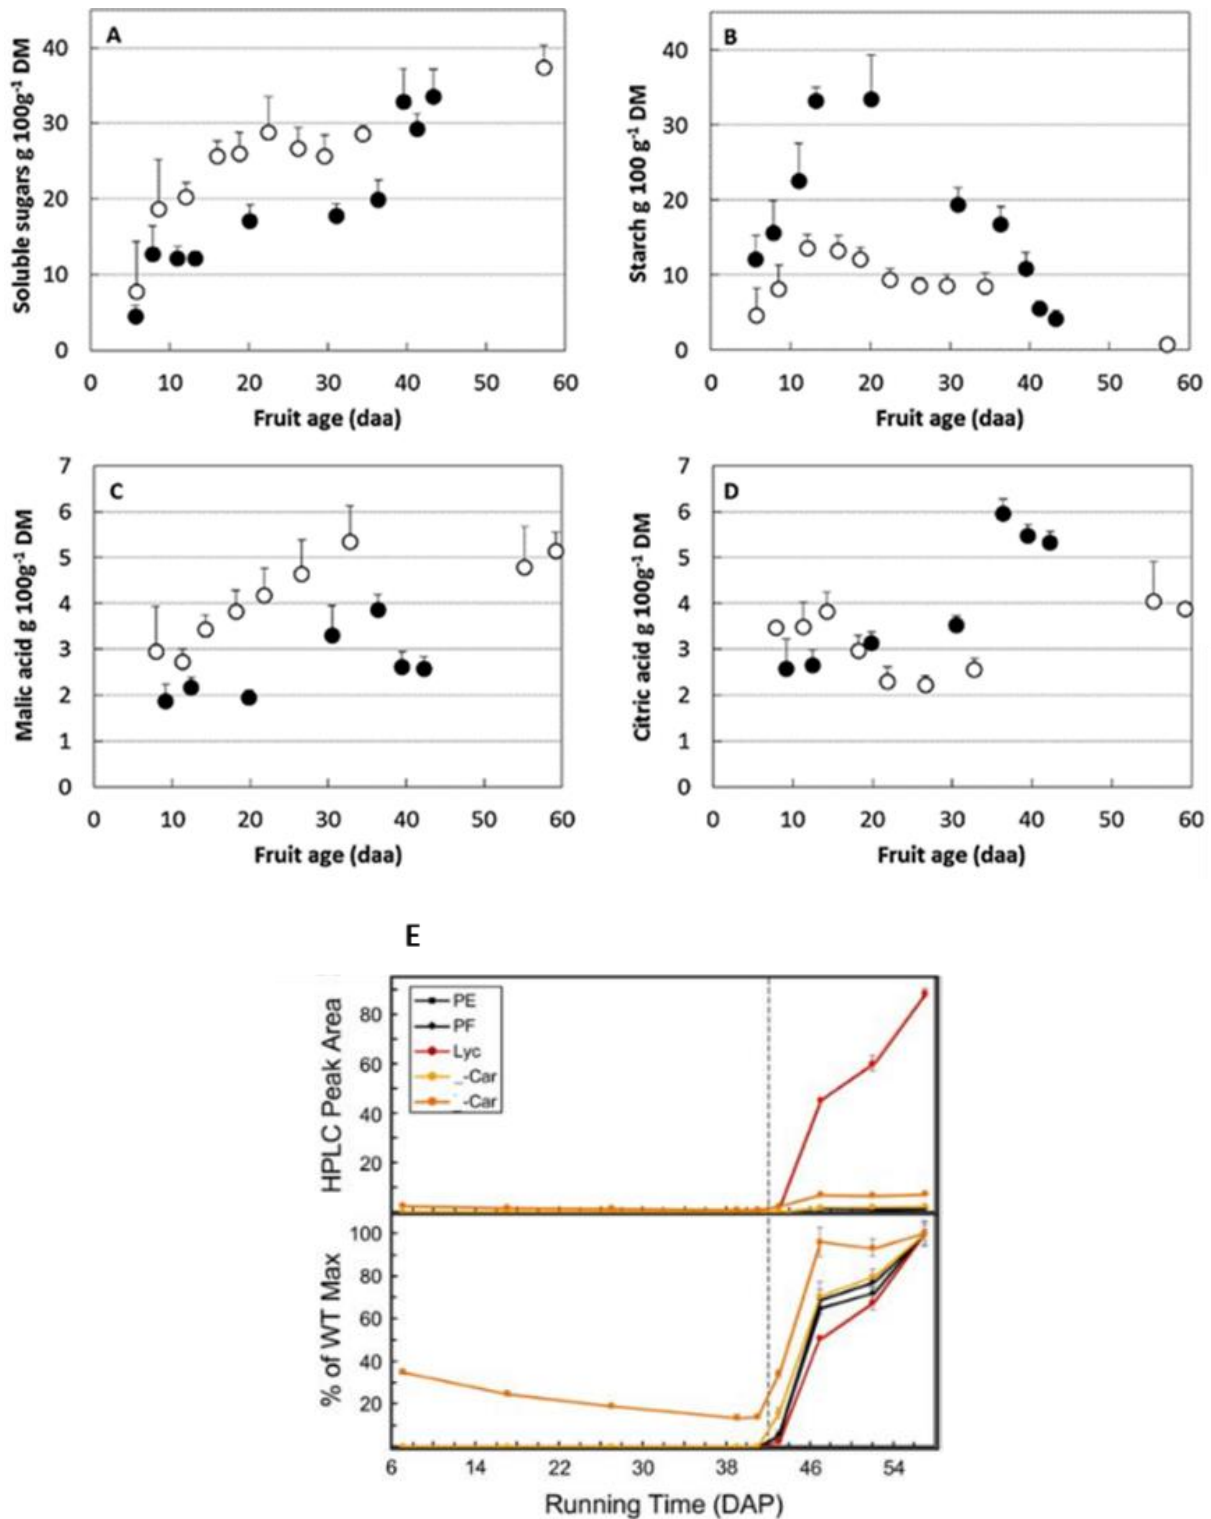 A
Soluble sugars g 100g-1 DM
40
30
20
10
0
0 10 20 30 40 50 60
Fruit age (daa)
B
Starch g 100 g-1 DM
40
30
20
10
0
0 10 20 30 40 50 60
Fruit age (daa)
C
Malic acid g 100g-1 DM
7
6
5
4
3
2
1
0
0 10 20 30 40 50 60
Fruit age (daa)
D
Citric acid g 100g-1 DM
7
6
5
4
3
2
1
0
0 10 20 30 40 50 60
Fruit age (daa)
E
HPLC Peak Area
80
60
40
20
PE
PF
Lyc
_-Car
_-Car
% of WT Max
100
80
60
40
20
6 14 22 30 38 46 54
Running Time (DAP)